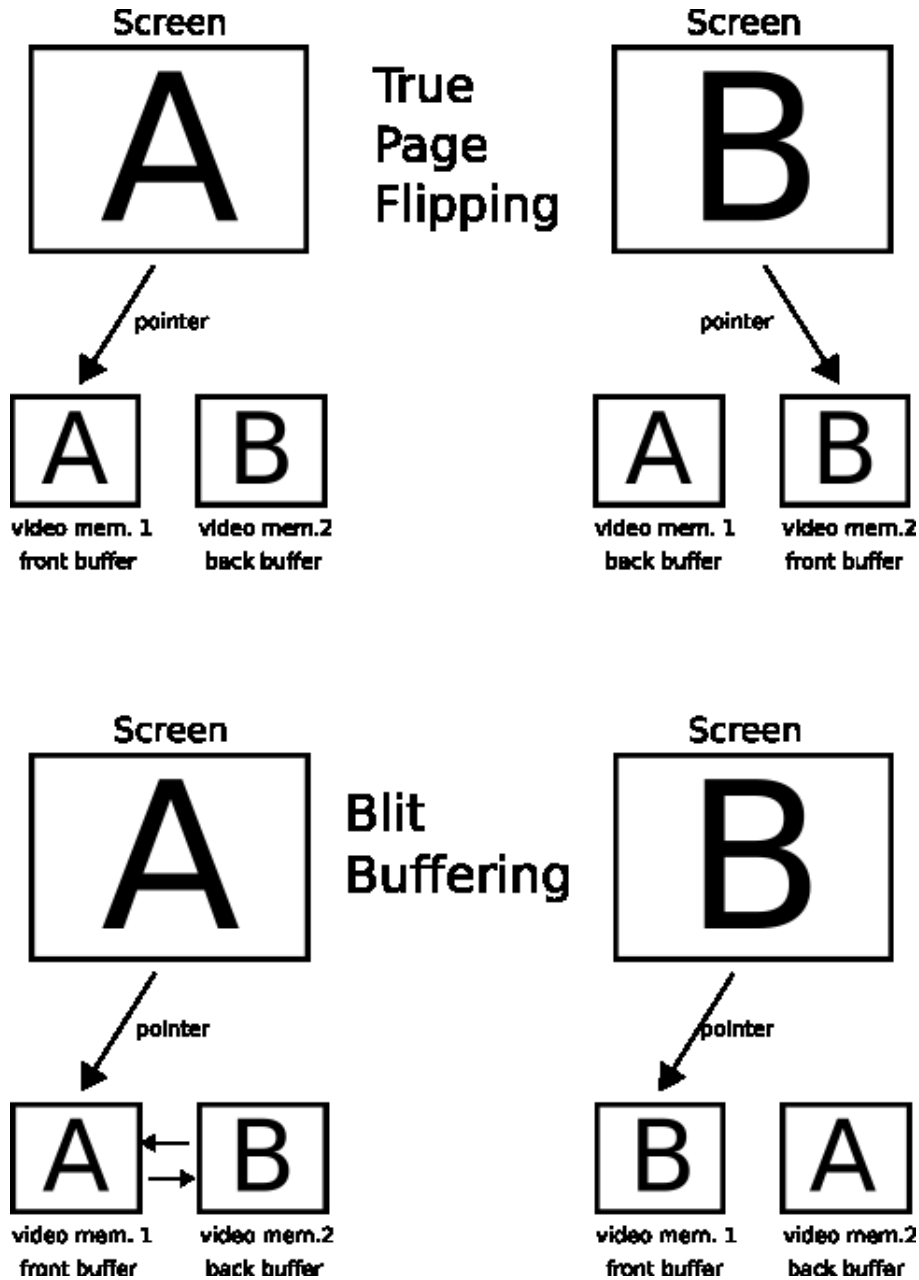 Screen
Screen
A
True
Page
Flipping
B
pointer
pointer
A
B
A
B
video mem. 1
video mem.2
video mem. 1
video mem.2
front buffer
back buffer
back buffer
front buffer
Screen
Screen
A
Blit
Buffering
B
pointer
pointer
A
B
B
A
video mem. 1
video mem.2
video mem. 1
video mem.2
front buffer
back buffer
front buffer
back buffer